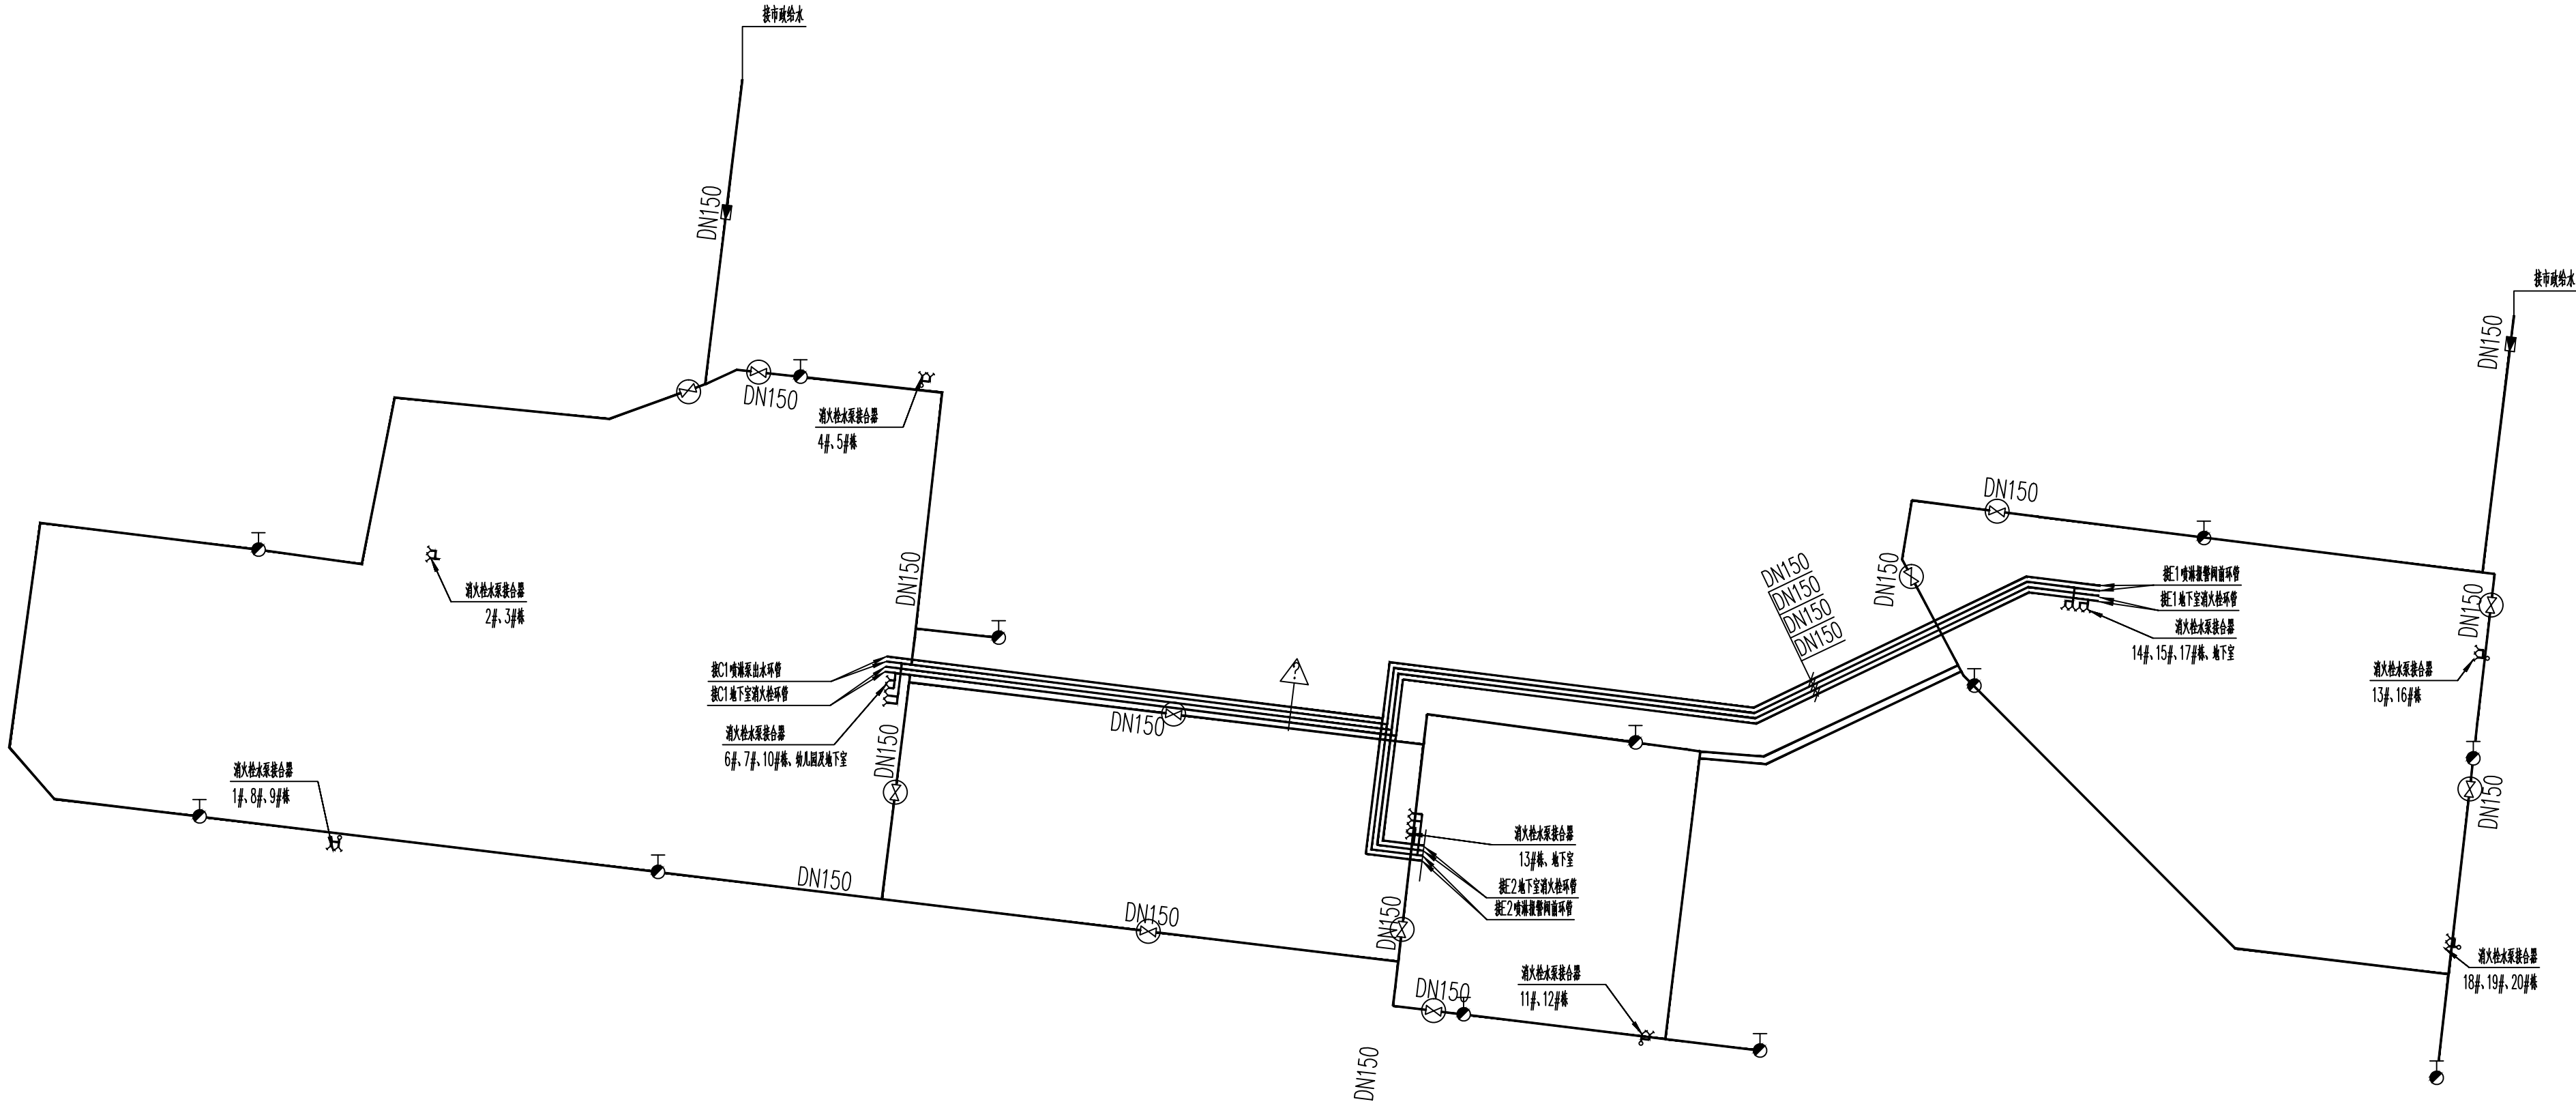 接市政给水
DN150
DN150
消火栓水泵接合器
4#、5#栋
消火栓水泵接合器
2#、3#栋
DN150
接C1喷淋泵出水环管
接C1地下室消火栓环管
消火栓水泵接合器
6#、7#、10#栋、幼儿园及地下室
DN150
消火栓水泵接合器
1#、8#、9#栋
DN150
?
DN150
DN150
消火栓水泵接合器
13#栋、地下室
接E2地下室消火栓环管
接E2喷淋报警阀前环管
DN150
DN150
消火栓水泵接合器
11#、12#栋
DN150
DN150
DN150
DN150
DN150
DN150
DN150
接E1喷淋报警阀前环管
接E1地下室消火栓环管
消火栓水泵接合器
14#、15#、17#栋、地下室
接市政给水
DN150
DN150
消火栓水泵接合器
13#、16#栋
DN150
消火栓水泵接合器
18#、19#、20#栋